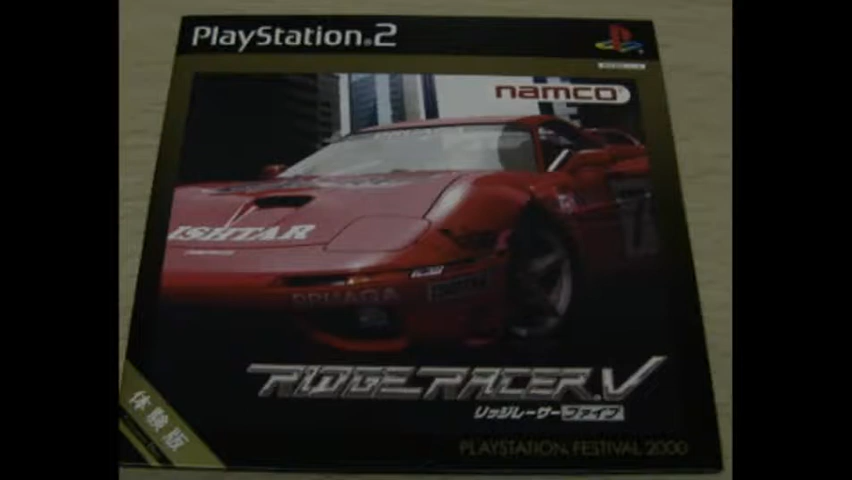 PlayStation®2
namco®
ISHTAR
DRUAGA
RIDGE RACER V
リッジレーサー ファイブ
体験版
PLAYSTATION FESTIVAL 2000